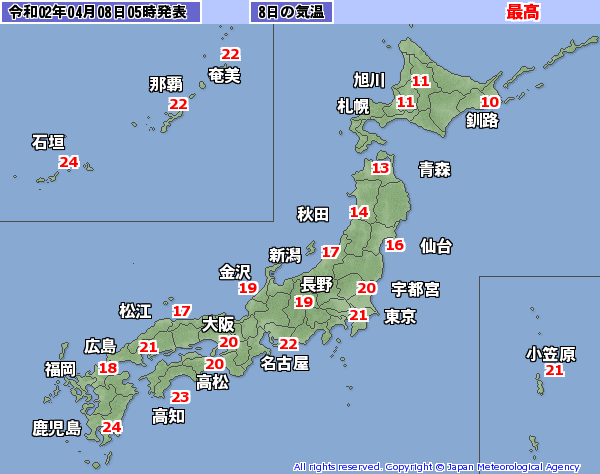 令和02年04月08日05時発表
8日の気温
最高
22
奄美
那覇
22
石垣
24
旭川
11
札幌
11
10
釧路
13
青森
秋田
14
新潟
17
16
仙台
金沢
19
長野
19
20
宇都宮
松江
17
大阪
20
21
東京
広島
21
22
名古屋
福岡
18
20
高松
23
高知
鹿児島
24
小笠原
21
All rights reserved. Copyright © Japan Meteorological Agency